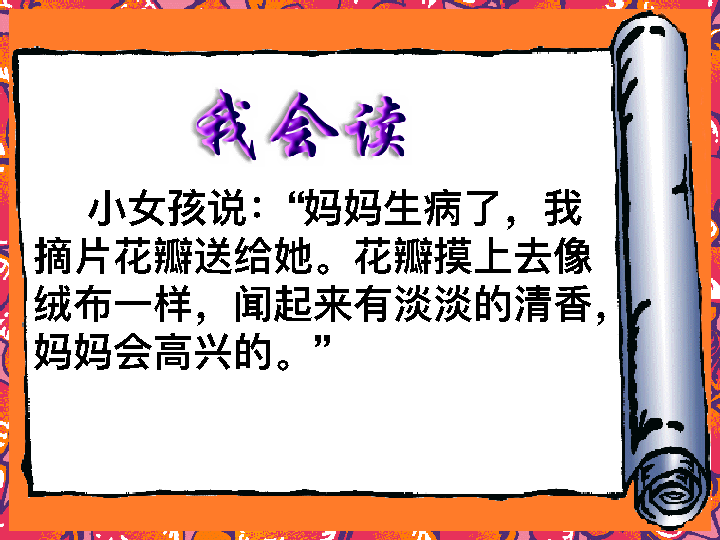 我会读
小女孩说：“妈妈生病了，我
摘片花瓣送给她。花瓣摸上去像
绒布一样，闻起来有淡淡的清香，
妈妈会高兴的。”